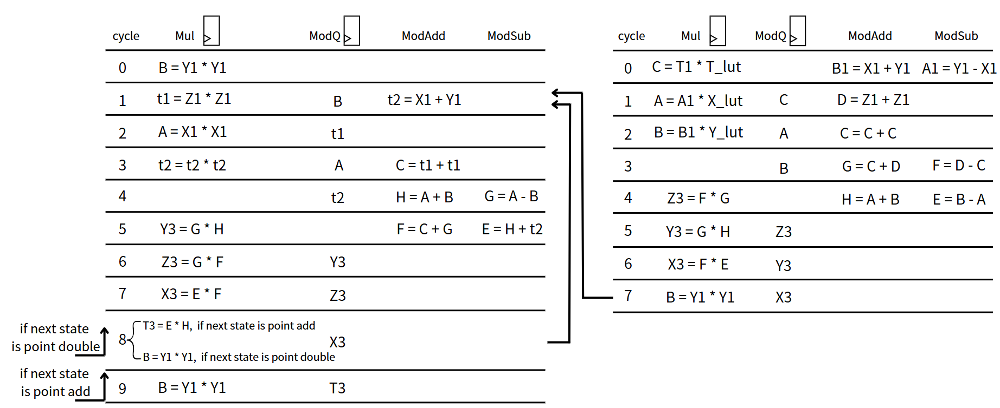 cycle Mul ModQ ModAdd ModSub
0 B = Y1 * Y1
1 t1 = Z1 * Z1 B t2 = X1 + Y1
2 A = X1 * X1 t1
3 t2 = t2 * t2 A C = t1 + t1
4 t2 H = A + B G = A - B
5 Y3 = G * H F = C + G E = H + t2
6 Z3 = G * F Y3
7 X3 = E * F Z3
if next state
is point double
8 T3 = E * H, if next state is point add
X3
B = Y1 * Y1, if next state is point double
if next state
is point add
9 B = Y1 * Y1 T3
cycle Mul ModQ ModAdd ModSub
0 C = T1 * T_lut B1 = X1 + Y1 A1 = Y1 - X1
1 A = A1 * X_lut C D = Z1 + Z1
2 B = B1 * Y_lut A C = C + C
3 B G = C + D F = D - C
4 Z3 = F * G H = A + B E = B - A
5 Y3 = G * H Z3
6 X3 = F * E Y3
7 B = Y1 * Y1 X3